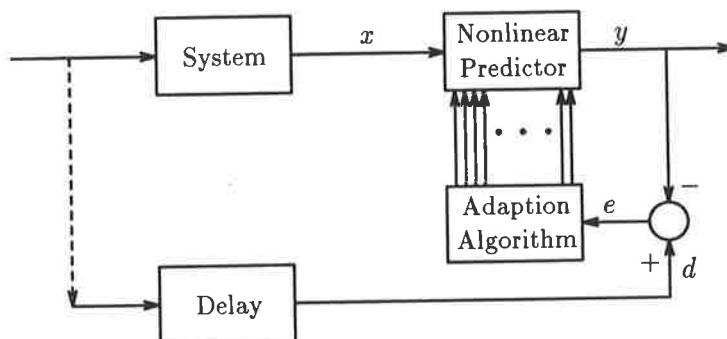 System
x
Nonlinear
Predictor
y
. . .
−
Adaption
Algorithm
e
+
d
Delay